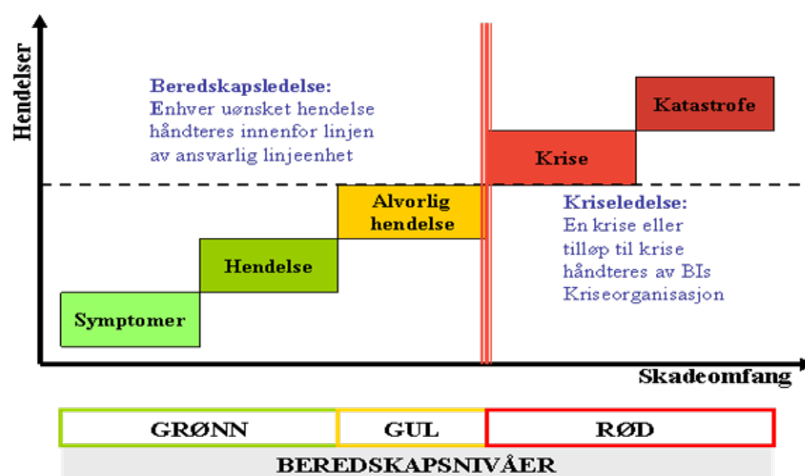 Hendelser
Beredskapsledelse:
Enhver uønsket hendelse
håndteres innenfor linjen
av ansvarlig linjeenhet
Katastrofe
Krise
Alvorlig
hendelse
Kriseledelse:
En krise eller
tilløp til krise
håndteres av BIs
Kriseorganisasjon
Hendelse
Symptomer
Skadeomfang
GRØNN
GUL
RØD
BEREDSKAPSNIVÅER